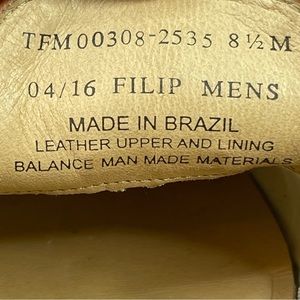 TFM00308-2535 8½M
04/16 FILIP MENS
MADE IN BRAZIL
LEATHER UPPER AND LINING
BALANCE MAN MADE MATERIALS